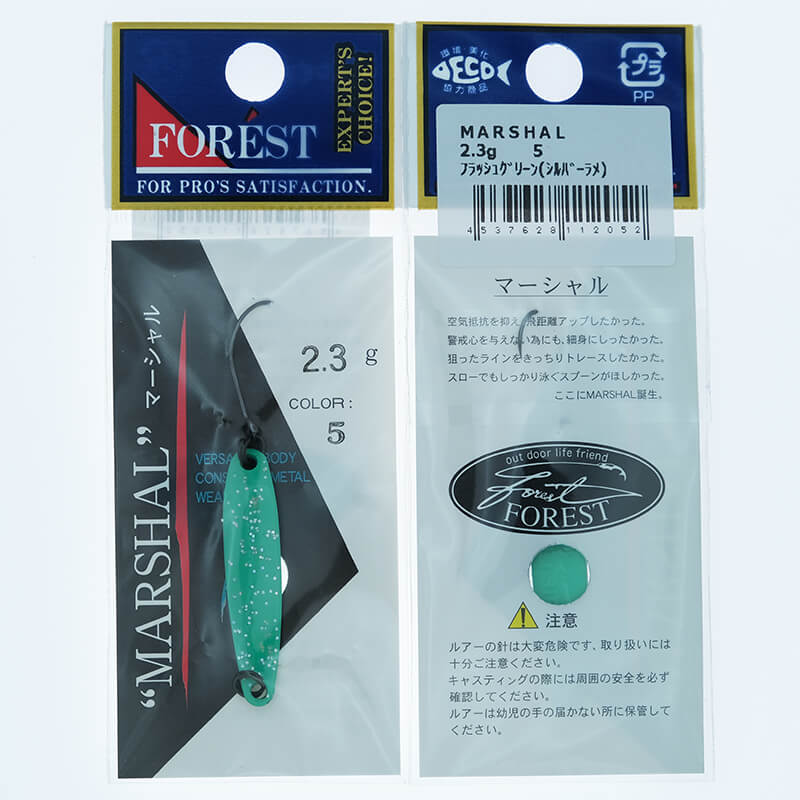 FORÉST
EXPERT'S
CHOICE!
FOR PRO'S SATISFACTION.
"MARSHAL" マーシャル
2.3 g
COLOR:
5
BODY
METAL
環境・美化
ECO
協力商品
プラ
PP
MARSHAL
2.3g 5
フラッシュグリーン(シルバーラメ)
4 537628 112052
マーシャル
空気抵抗を抑え飛距離アップしたかった。
警戒心を与えない為にも、細身にしったかった。
狙ったラインをきっちりトレースしたかった。
スローでもしっかり泳ぐスプーンがほしかった。
ここにMARSHAL誕生。
out door life friend
Forest
FOREST
注意
ルアーの針は大変危険です、取り扱いには
十分ご注意ください。
キャスティングの際には周囲の安全を必ず
確認してください。
ルアーは幼児の手の届かない所に保管して
ください。